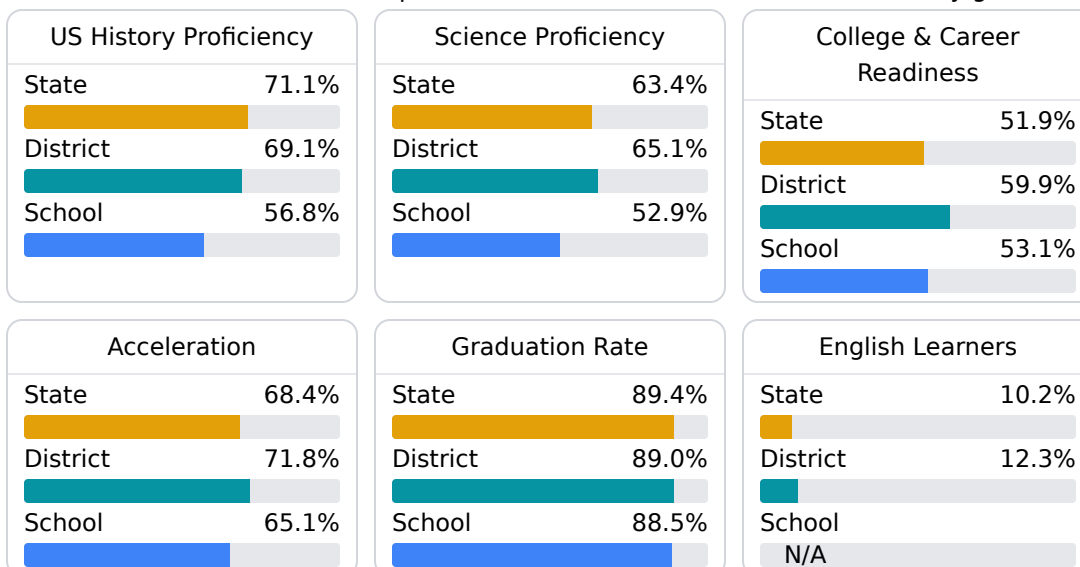 US History Proficiency
State 71.1%
District 69.1%
School 56.8%
Science Proficiency
State 63.4%
District 65.1%
School 52.9%
College & Career
Readiness
State 51.9%
District 59.9%
School 53.1%
Acceleration
State 68.4%
District 71.8%
School 65.1%
Graduation Rate
State 89.4%
District 89.0%
School 88.5%
English Learners
State 10.2%
District 12.3%
School
N/A